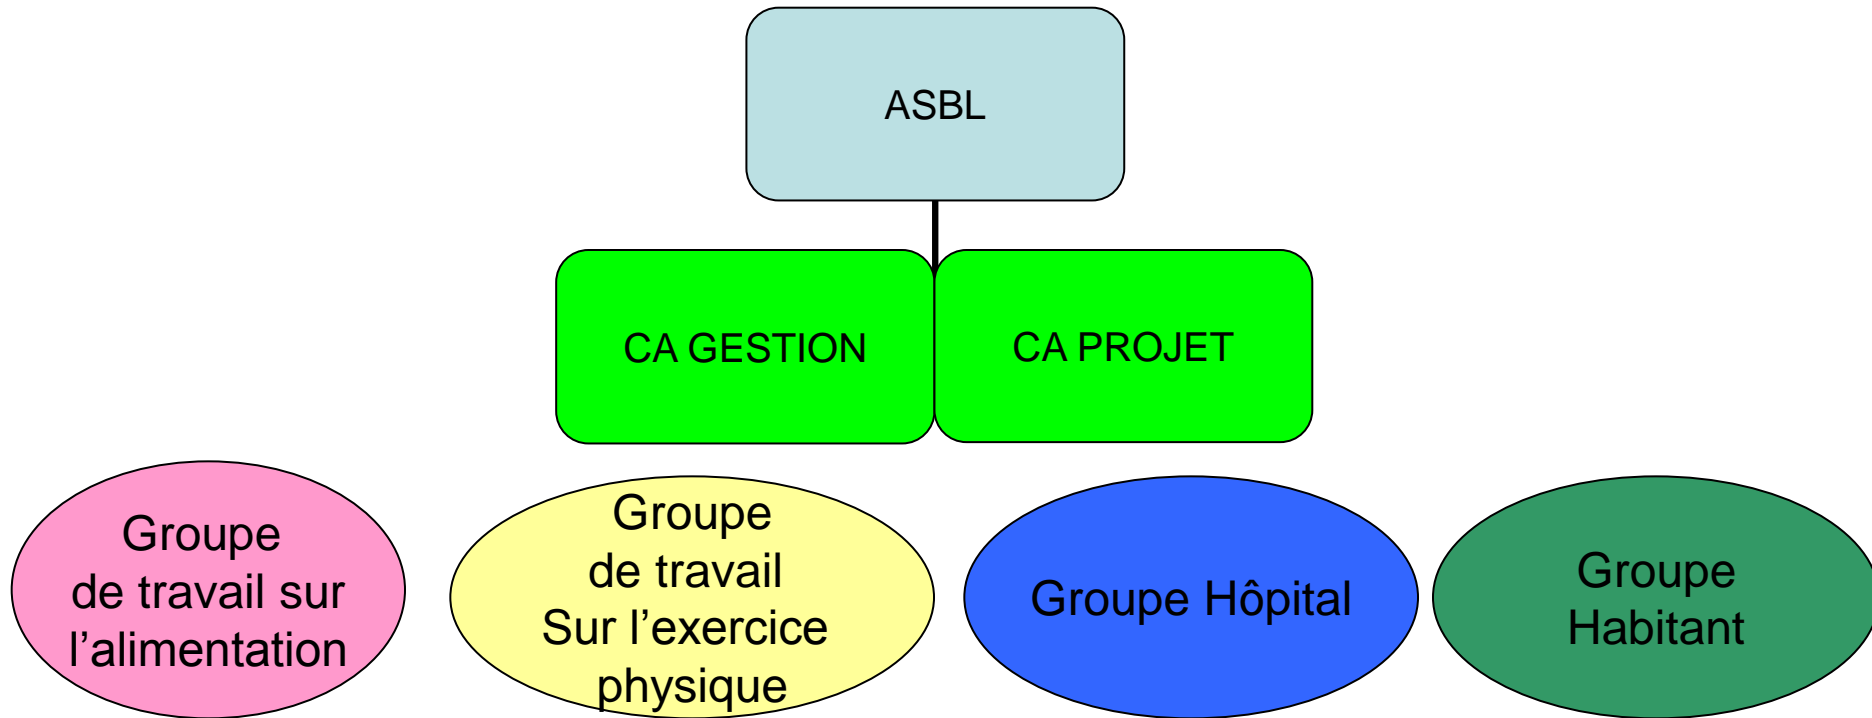 ASBL
CA GESTION
CA PROJET
Groupe
de travail sur
l’alimentation
Groupe
de travail
Sur l’exercice
physique
Groupe Hôpital
Groupe
Habitant